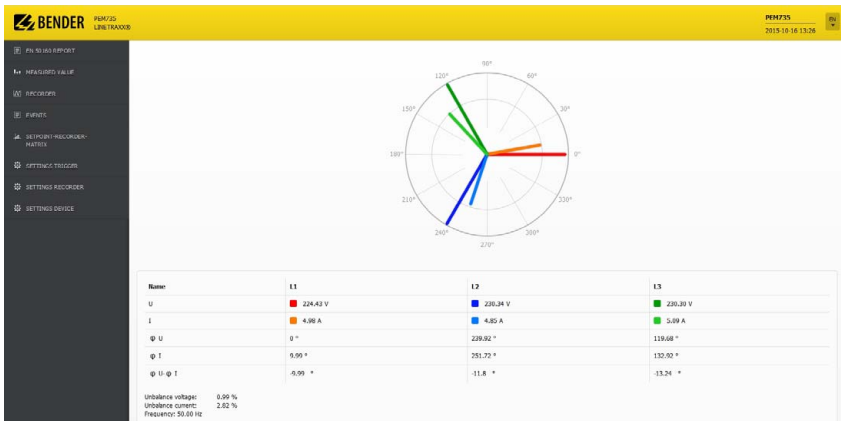 BENDER
PEM735
LINETRAXX®
PEM735
2015-10-16 13:26
EN
EN 50160 REPORT
MEASURED VALUE
RECORDER
EVENTS
SETPOINT-RECORDER-
MATRIX
SETTINGS TRIGGER
SETTINGS RECORDER
SETTINGS DEVICE
90°
120° 60°
150° 30°
180° 0°
210° 330°
240° 300°
270°
Name L1 L2 L3
U 224.43 V 230.34 V 230.30 V
I 4.98 A 4.85 A 5.09 A
φ U 0 ° 239.92 ° 119.68 °
φ I 9.99 ° 251.72 ° 132.92 °
φ U-φ I -9.99 ° -11.8 ° -13.24 °
Unbalance voltage: 0.99 %
Unbalance current: 2.82 %
Frequency: 50.00 Hz